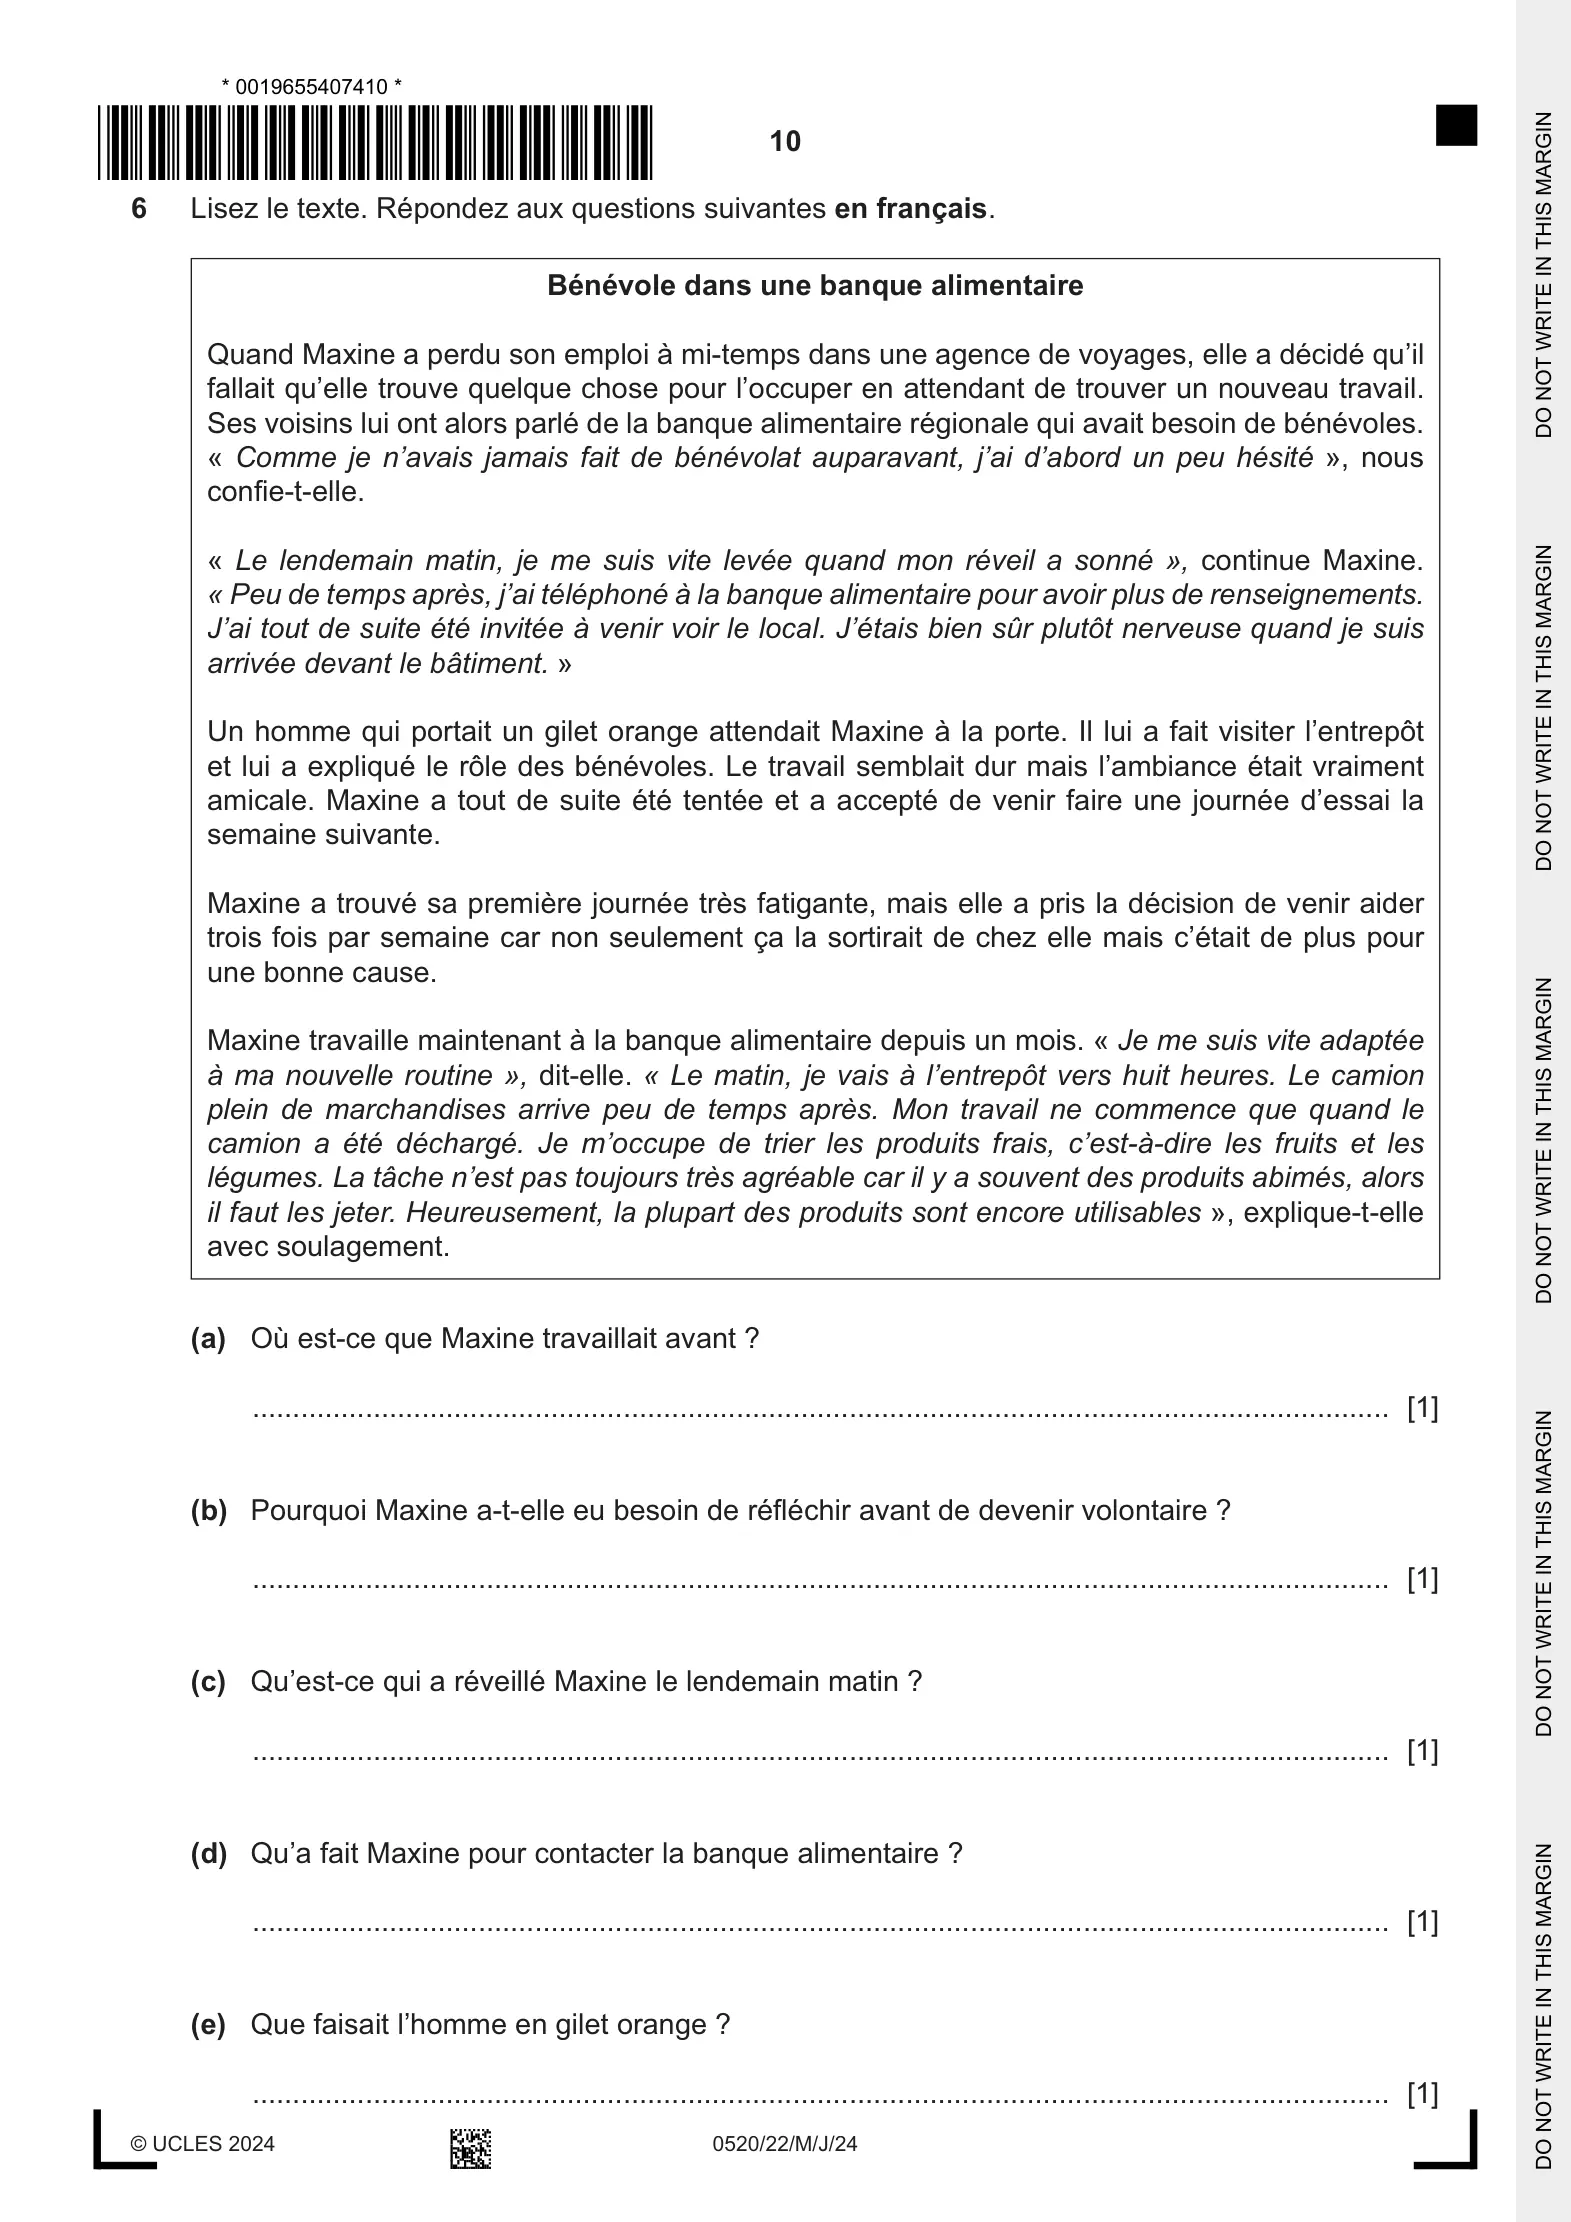 * 0019655407410 *
10
6 Lisez le texte. Répondez aux questions suivantes en français.
Bénévole dans une banque alimentaire
Quand Maxine a perdu son emploi à mi-temps dans une agence de voyages, elle a décidé qu’il
fallait qu’elle trouve quelque chose pour l’occuper en attendant de trouver un nouveau travail.
Ses voisins lui ont alors parlé de la banque alimentaire régionale qui avait besoin de bénévoles.
« Comme je n’avais jamais fait de bénévolat auparavant, j’ai d’abord un peu hésité », nous
confie-t-elle.
« Le lendemain matin, je me suis vite levée quand mon réveil a sonné », continue Maxine.
« Peu de temps après, j’ai téléphoné à la banque alimentaire pour avoir plus de renseignements.
J’ai tout de suite été invitée à venir voir le local. J’étais bien sûr plutôt nerveuse quand je suis
arrivée devant le bâtiment. »
Un homme qui portait un gilet orange attendait Maxine à la porte. Il lui a fait visiter l’entrepôt
et lui a expliqué le rôle des bénévoles. Le travail semblait dur mais l’ambiance était vraiment
amicale. Maxine a tout de suite été tentée et a accepté de venir faire une journée d’essai la
semaine suivante.
Maxine a trouvé sa première journée très fatigante, mais elle a pris la décision de venir aider
trois fois par semaine car non seulement ça la sortirait de chez elle mais c’était de plus pour
une bonne cause.
Maxine travaille maintenant à la banque alimentaire depuis un mois. « Je me suis vite adaptée
à ma nouvelle routine », dit-elle. « Le matin, je vais à l’entrepôt vers huit heures. Le camion
plein de marchandises arrive peu de temps après. Mon travail ne commence que quand le
camion a été déchargé. Je m’occupe de trier les produits frais, c’est-à-dire les fruits et les
légumes. La tâche n’est pas toujours très agréable car il y a souvent des produits abimés, alors
il faut les jeter. Heureusement, la plupart des produits sont encore utilisables », explique-t-elle
avec soulagement.
(a) Où est-ce que Maxine travaillait avant ?
[1]
(b) Pourquoi Maxine a-t-elle eu besoin de réfléchir avant de devenir volontaire ?
[1]
(c) Qu’est-ce qui a réveillé Maxine le lendemain matin ?
[1]
(d) Qu’a fait Maxine pour contacter la banque alimentaire ?
[1]
(e) Que faisait l’homme en gilet orange ?
[1]
© UCLES 2024
0520/22/M/J/24
DO NOT WRITE IN THIS MARGIN
DO NOT WRITE IN THIS MARGIN
DO NOT WRITE IN THIS MARGIN
DO NOT WRITE IN THIS MARGIN
DO NOT WRITE IN THIS MARGIN